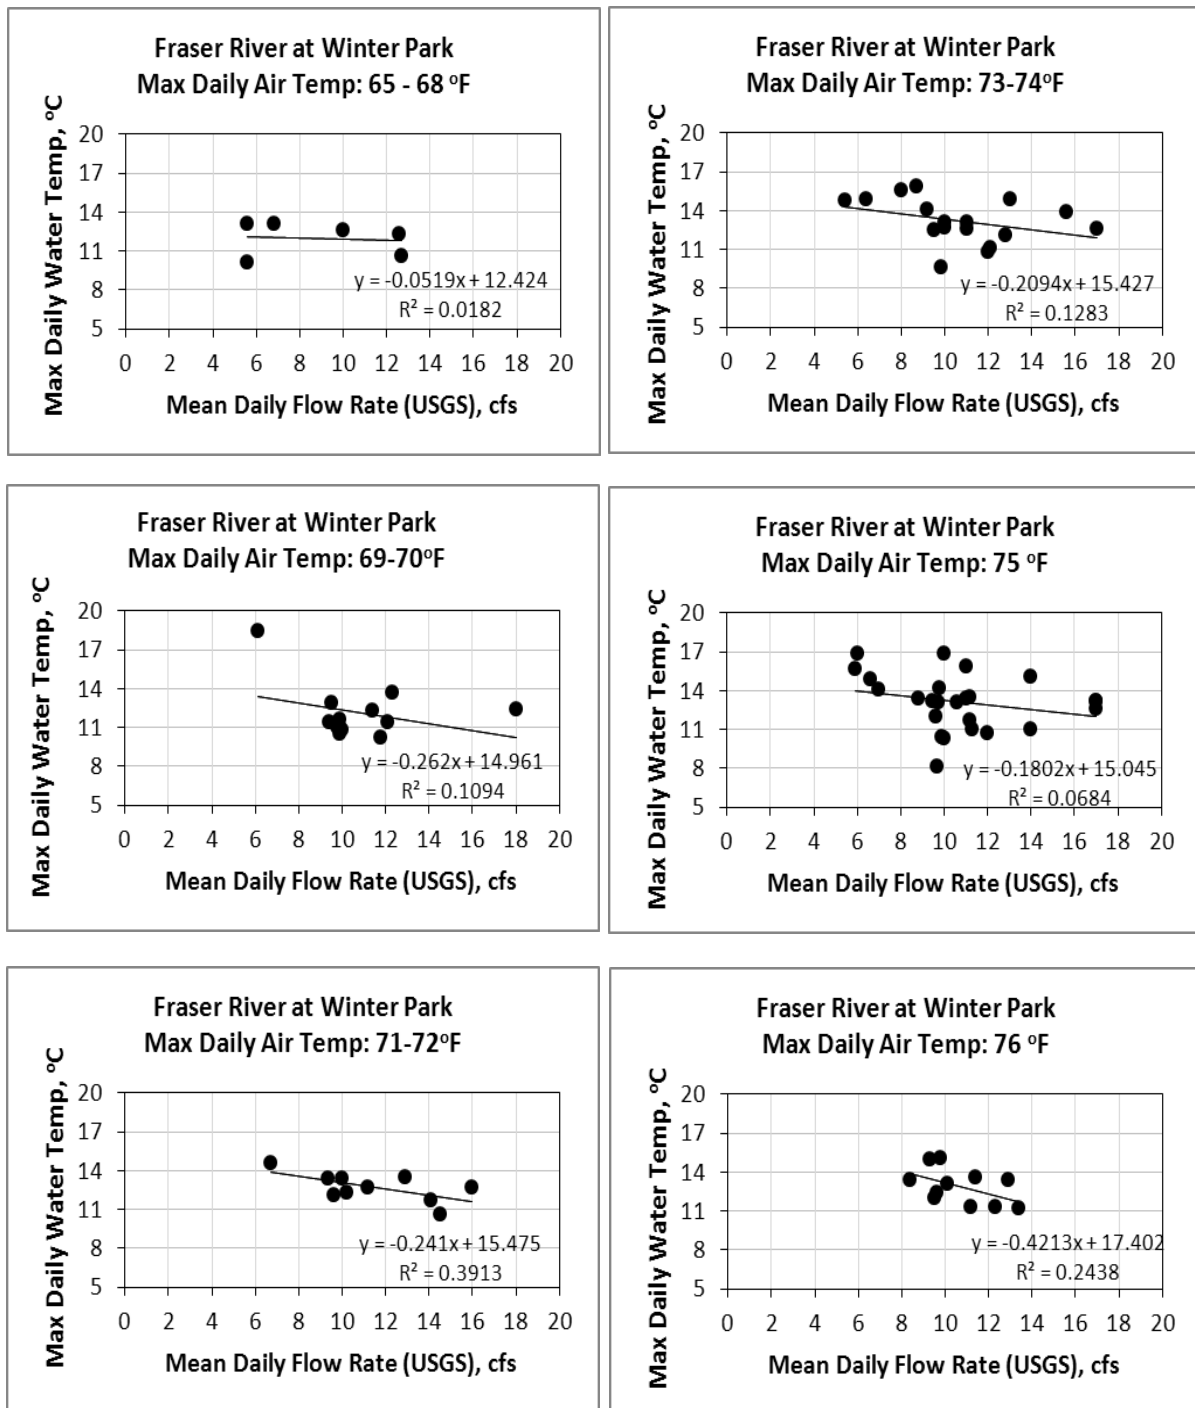 Fraser River at Winter Park
Max Daily Air Temp: 65 - 68 ºF
Max Daily Water Temp, ºC
20
17
14
11
8
5
y = -0.0519x + 12.424
R² = 0.0182
0 2 4 6 8 10 12 14 16 18 20
Mean Daily Flow Rate (USGS), cfs
Fraser River at Winter Park
Max Daily Air Temp: 73-74ºF
Max Daily Water Temp, ºC
20
17
14
11
8
5
y = -0.2094x + 15.427
R² = 0.1283
0 2 4 6 8 10 12 14 16 18 20
Mean Daily Flow Rate (USGS), cfs
Fraser River at Winter Park
Max Daily Air Temp: 69-70ºF
Max Daily Water Temp, ºC
20
17
14
11
8
5
y = -0.262x + 14.961
R² = 0.1094
0 2 4 6 8 10 12 14 16 18 20
Mean Daily Flow Rate (USGS), cfs
Fraser River at Winter Park
Max Daily Air Temp: 75 ºF
Max Daily Water Temp, ºC
20
17
14
11
8
5
y = -0.1802x + 15.045
R² = 0.0684
0 2 4 6 8 10 12 14 16 18 20
Mean Daily Flow Rate (USGS), cfs
Fraser River at Winter Park
Max Daily Air Temp: 71-72ºF
Max Daily Water Temp, ºC
20
17
14
11
8
5
y = -0.241x + 15.475
R² = 0.3913
0 2 4 6 8 10 12 14 16 18 20
Mean Daily Flow Rate (USGS), cfs
Fraser River at Winter Park
Max Daily Air Temp: 76 ºF
Max Daily Water Temp, ºC
20
17
14
11
8
5
y = -0.4213x + 17.402
R² = 0.2438
0 2 4 6 8 10 12 14 16 18 20
Mean Daily Flow Rate (USGS), cfs